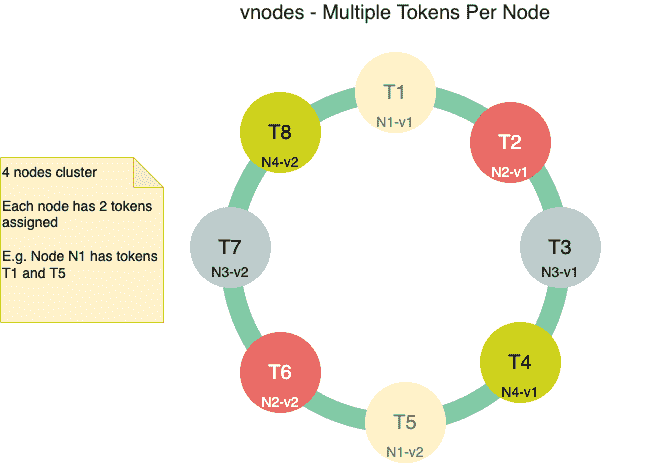 vnodes - Multiple Tokens Per Node
4 nodes cluster
Each node has 2 tokens
assigned
E.g. Node N1 has tokens
T1 and T5
T1
N1-v1
T2
N2-v1
T3
N3-v1
T4
N4-v1
T5
N1-v2
T6
N2-v2
T7
N3-v2
T8
N4-v2